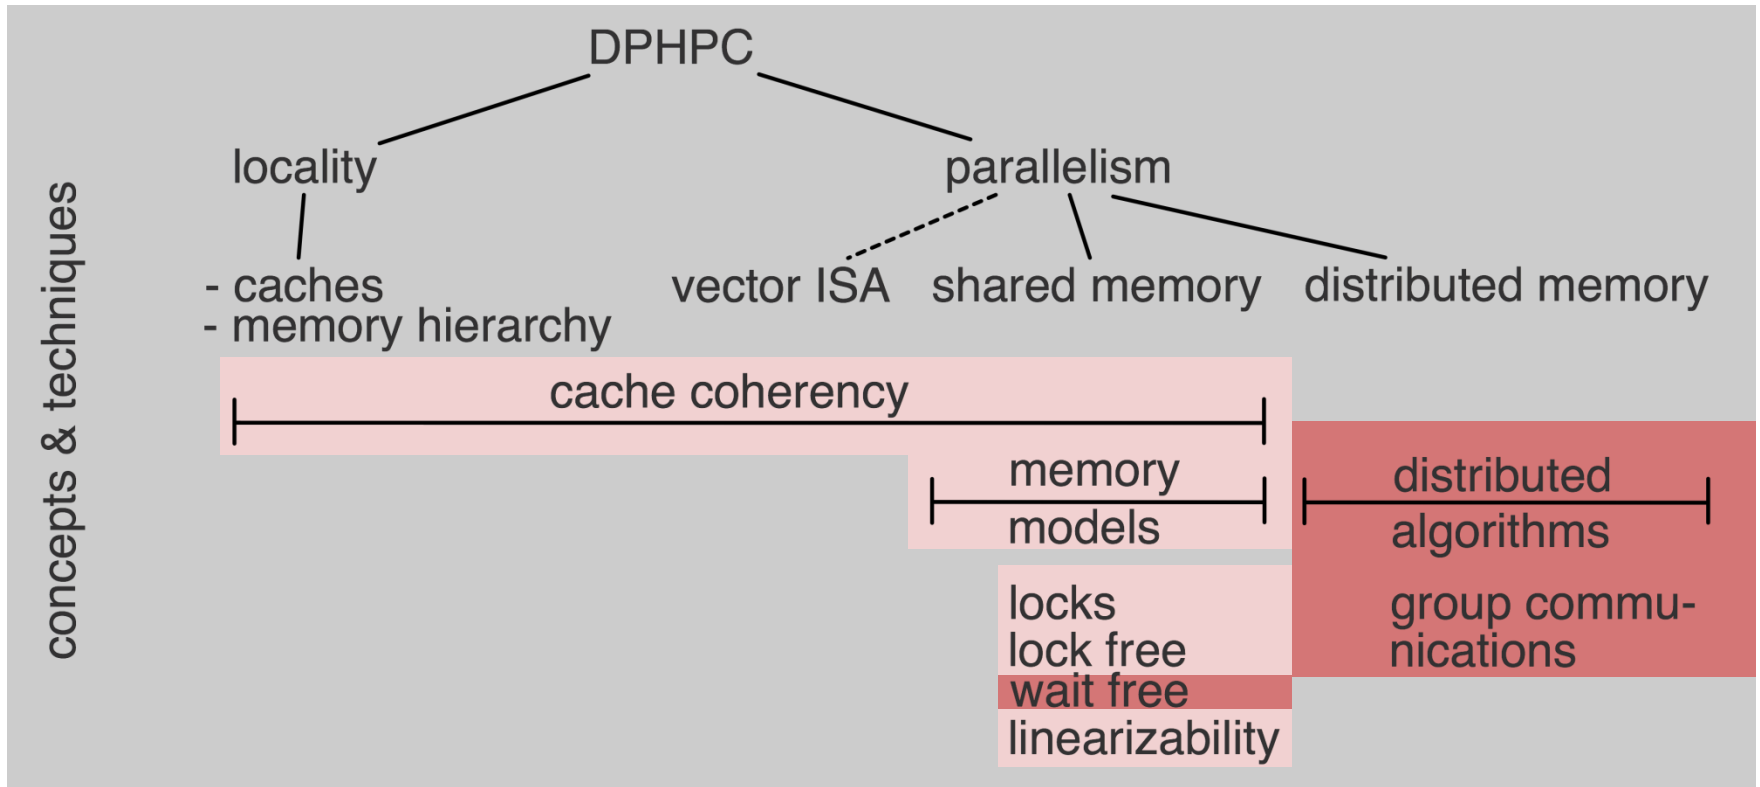 DPHPC
locality
parallelism
concepts & techniques
- caches
- memory hierarchy
vector ISA
shared memory
distributed memory
cache coherency
memory
models
distributed
algorithms
locks
lock free
wait free
linearizability
group commu-
nications